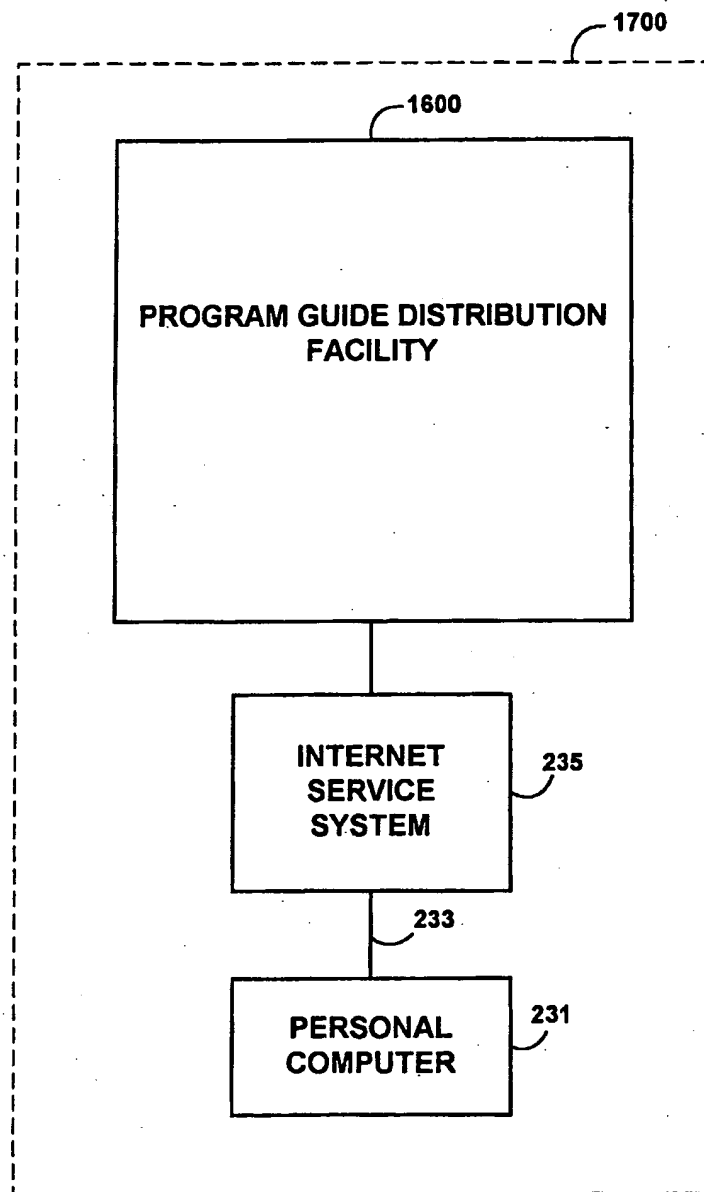 1700
1600
PROGRAM GUIDE DISTRIBUTION
FACILITY
INTERNET
SERVICE
SYSTEM
235
233
PERSONAL
COMPUTER
231